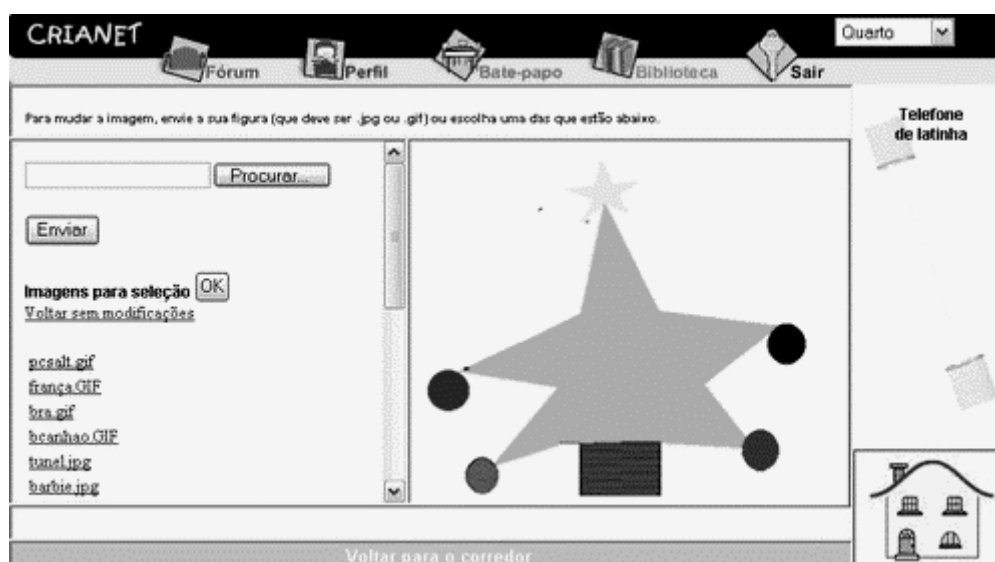 CRIANET
Quarto
Fórum
Perfil
Bate-papo
Biblioteca
Sair
Para mudar a imagem, envie a sua figura (que deve ser .jpg ou .gif) ou escolha uma das que estão abaixo.
Telefone
de latinha
Procurar...
Enviar
Imagens para seleção OK
Voltar sem modificações
pcsalt.gif
frança.GIF
bra.gif
bcanhao.GIF
tunel.jpg
barbie.jpg
Voltar para o corredor